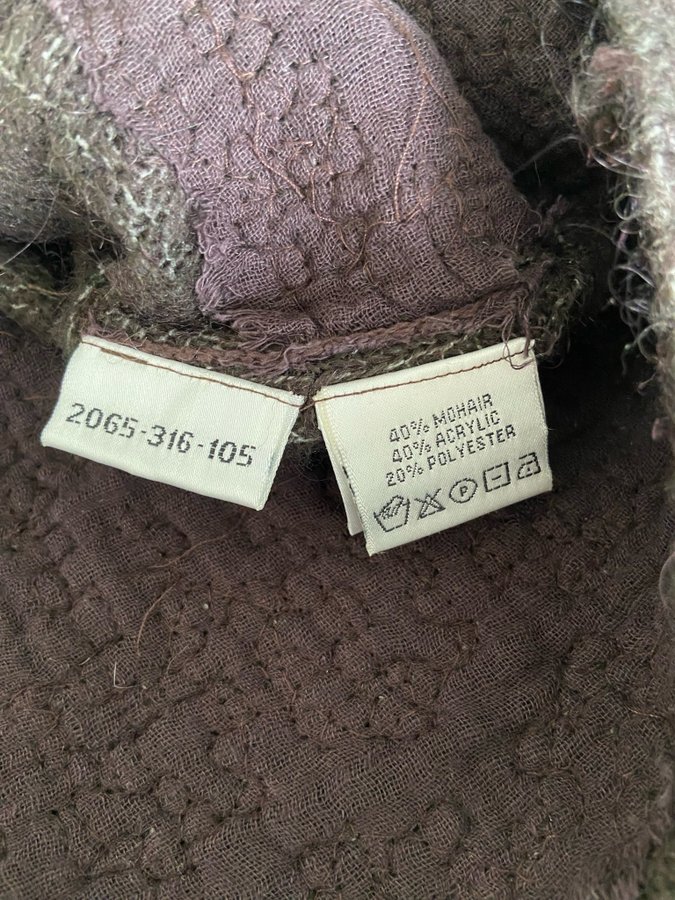 2065-316-105
40% MOHAIR
40% ACRYLIC
20% POLYESTER
P